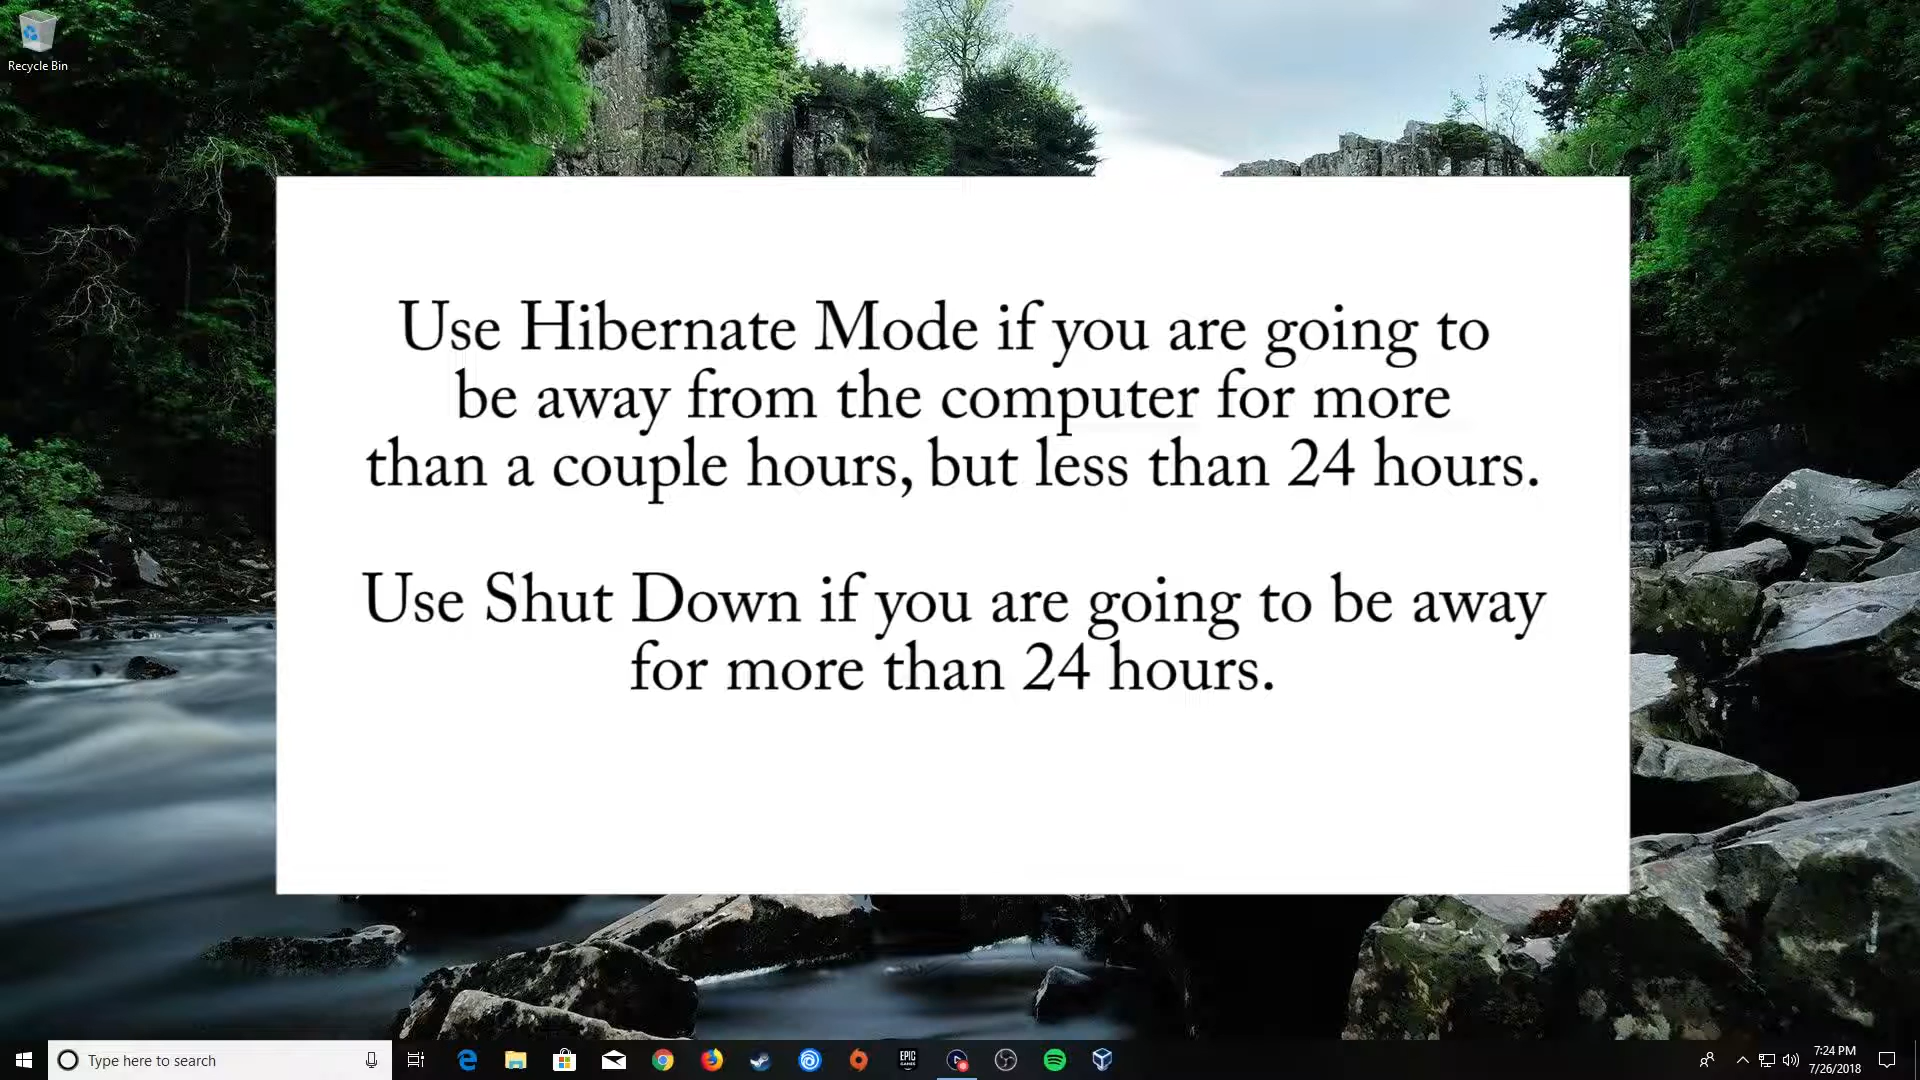 Recycle Bin
Use Hibernate Mode if you are going to
be away from the computer for more
than a couple hours, but less than 24 hours.
Use Shut Down if you are going to be away
for more than 24 hours.
Type here to search
EPIC
GAMES
7:24 PM
7/26/2018